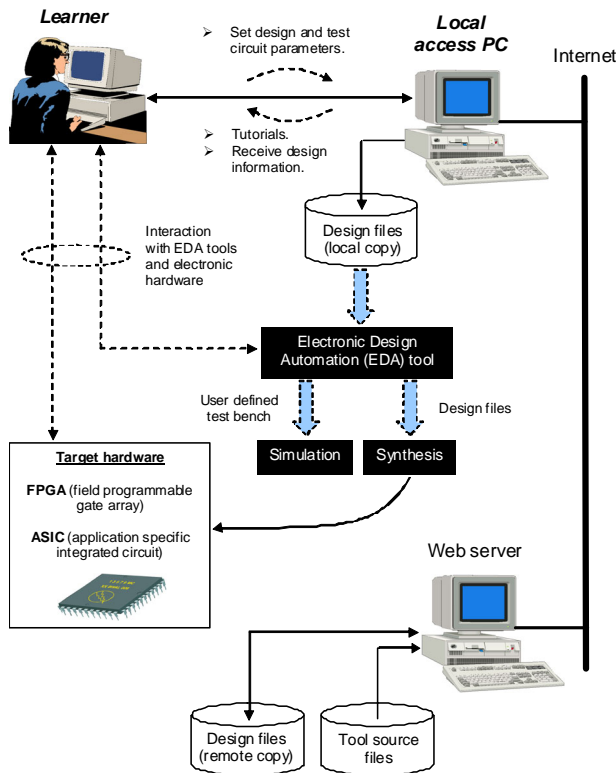 Learner
➢ Set design and test
circuit parameters.
Local
access PC
Internet
➢ Tutorials.
➢ Receive design
information.
Design files
(local copy)
Interaction
with EDA tools
and electronic
hardware
Electronic Design
Automation (EDA) tool
User defined
test bench
Design files
Simulation
Synthesis
Target hardware
FPGA (field programmable
gate array)
ASIC (application specific
integrated circuit)
Web server
Design files
(remote copy)
Tool source
files